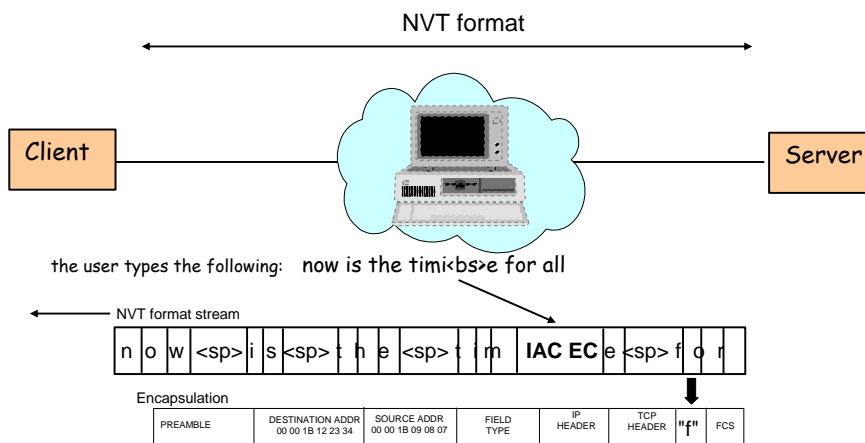 NVT format
Client
Server
the user types the following: now is the timi<bs>e for all
NVT format stream
n o w <sp> i s <sp> t h e <sp> t i m IAC EC e <sp> f o r
Encapsulation
PREAMBLE DESTINATION ADDR SOURCE ADDR FIELD IP TCP "f" FCS
00 00 1B 12 23 34 00 00 1B 09 08 07 TYPE HEADER HEADER